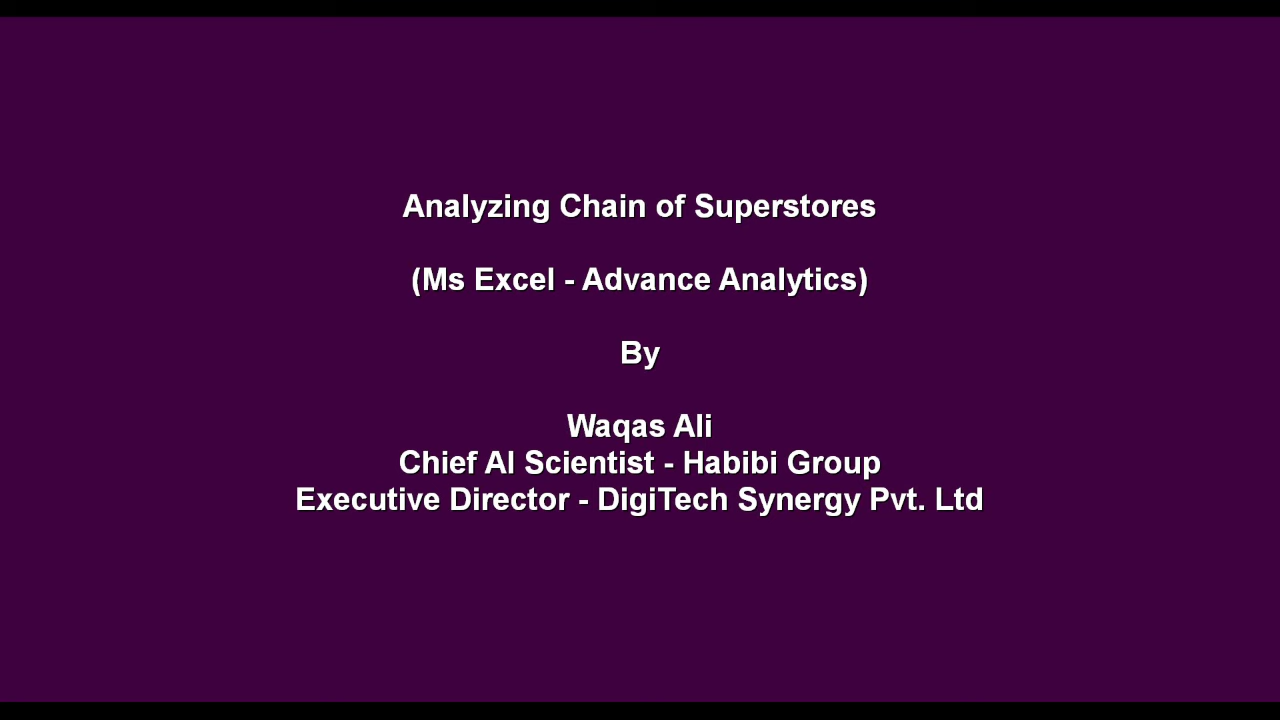 Analyzing Chain of Superstores
(Ms Excel - Advance Analytics)
By
Waqas Ali
Chief AI Scientist - Habibi Group
Executive Director - DigiTech Synergy Pvt. Ltd